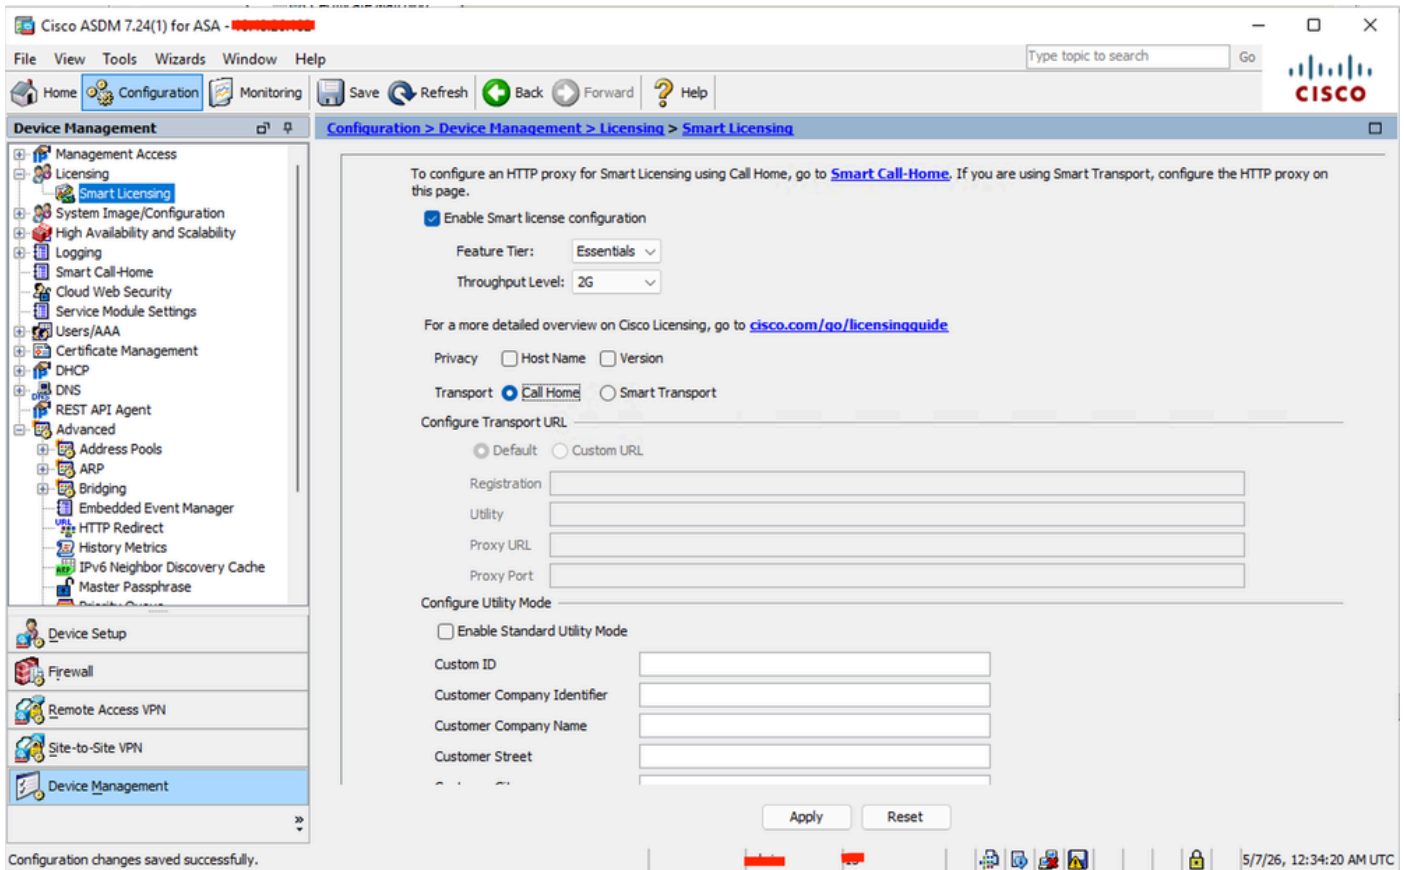 Cisco ASDM 7.24(1) for ASA -
File View Tools Wizards Window Help
Type topic to search Go
Home Configuration Monitoring Save Refresh Back Forward Help
CISCO
Device Management
Configuration > Device Management > Licensing > Smart Licensing
Management Access
Licensing
Smart Licensing
System Image/Configuration
High Availability and Scalability
Logging
Smart Call-Home
Cloud Web Security
Service Module Settings
Users/AAA
Certificate Management
DHCP
DNS
REST API Agent
Advanced
Address Pools
ARP
Bridging
Embedded Event Manager
HTTP Redirect
History Metrics
IPv6 Neighbor Discovery Cache
Master Passphrase
Device Setup
Firewall
Remote Access VPN
Site-to-Site VPN
Device Management
To configure an HTTP proxy for Smart Licensing using Call Home, go to Smart Call-Home. If you are using Smart Transport, configure the HTTP proxy on
this page.
Enable Smart license configuration
Feature Tier: Essentials
Throughput Level: 2G
For a more detailed overview on Cisco Licensing, go to cisco.com/go/licensingguide
Privacy Host Name Version
Transport Call Home Smart Transport
Configure Transport URL
Default Custom URL
Registration
Utility
Proxy URL
Proxy Port
Configure Utility Mode
Enable Standard Utility Mode
Custom ID
Customer Company Identifier
Customer Company Name
Customer Street
Apply Reset
Configuration changes saved successfully.
5/7/26, 12:34:20 AM UTC